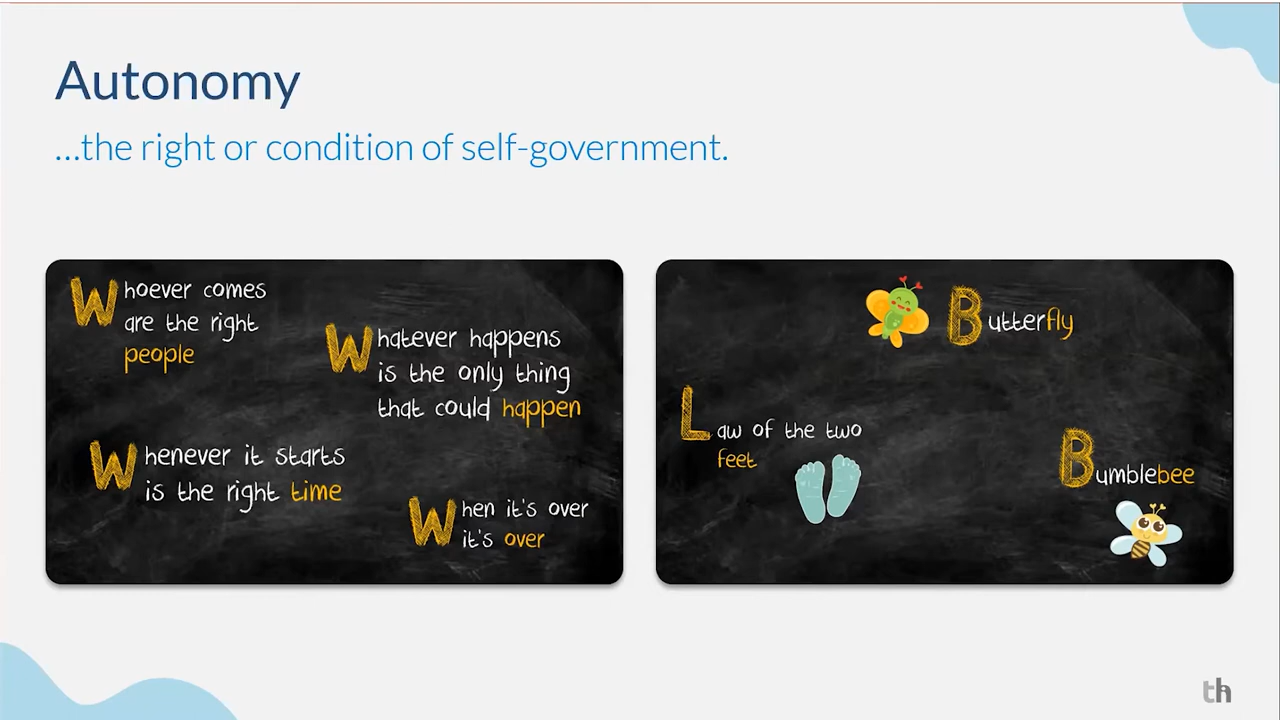 Autonomy
...the right or condition of self-government.
Whoever comes
are the right
people
Whatever happens
is the only thing
that could happen
Whenever it starts
is the right time
When it's over
it's over
Butterfly
Law of the two
feet
Bumblebee
th